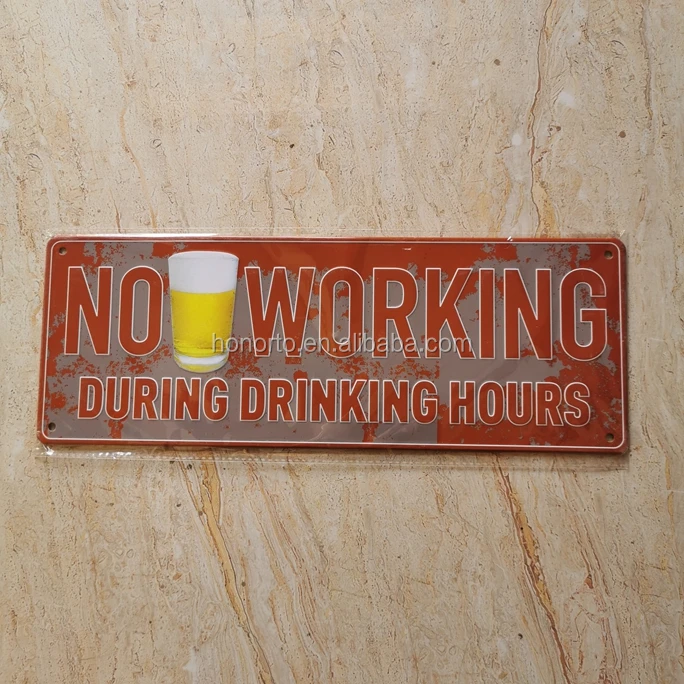 NO WORKING
honorto.en.alibaba.com
DURING DRINKING HOURS